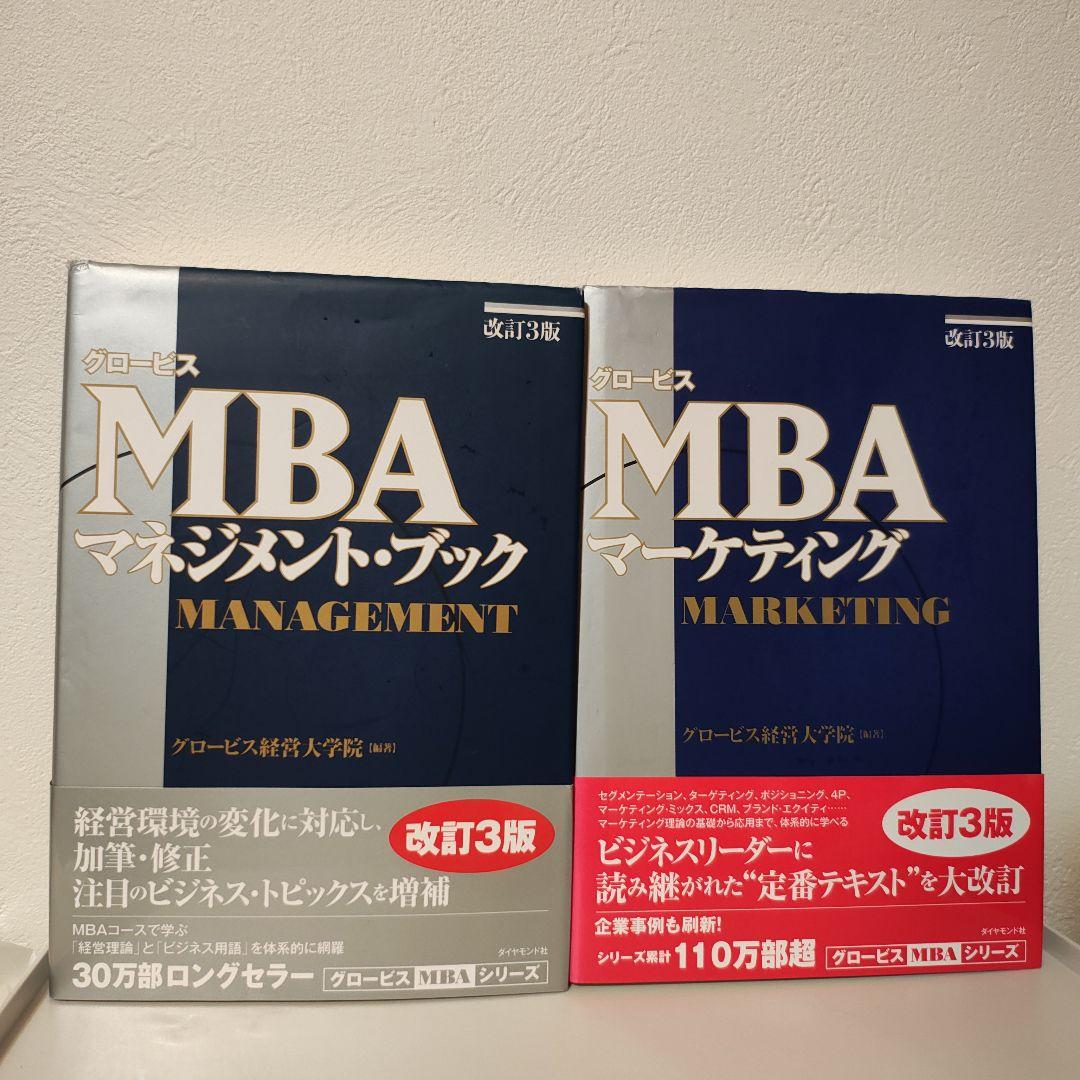 改訂3版
グロービス
MBA
マネジメント・ブック
MANAGEMENT
グロービス経営大学院【編著】
経営環境の変化に対応し、
加筆・修正
注目のビジネス・トピックスを増補
改訂3版
MBAコースで学ぶ
「経営理論」と「ビジネス用語」を体系的に網羅
30万部ロングセラー
ダイヤモンド社
グロービスMBAシリーズ
改訂3版
グロービス
MBA
マーケティング
MARKETING
グロービス経営大学院【編著】
セグメンテーション、ターゲティング、ポジショニング、4P、
マーケティング・ミックス、CRM、ブランド・エクイティ……
マーケティング理論の基礎から応用まで、体系的に学べる
改訂3版
ビジネスリーダーに
読み継がれた“定番テキスト”を大改訂
企業事例も刷新!
シリーズ累計110万部超
ダイヤモンド社
グロービスMBAシリーズ